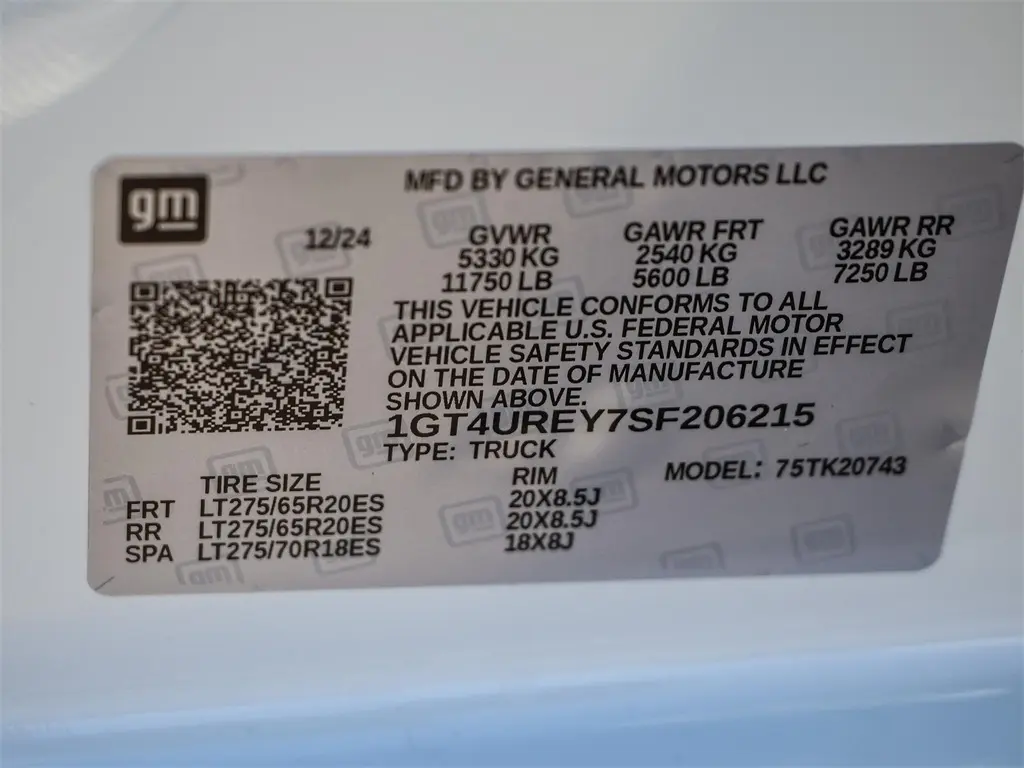 gm
MFD BY GENERAL MOTORS LLC
12/24
GVWR GAWR FRT GAWR RR
5330 KG 2540 KG 3289 KG
11750 LB 5600 LB 7250 LB
THIS VEHICLE CONFORMS TO ALL
APPLICABLE U.S. FEDERAL MOTOR
VEHICLE SAFETY STANDARDS IN EFFECT
ON THE DATE OF MANUFACTURE
SHOWN ABOVE.
1GT4UREY7SF206215
TYPE: TRUCK
MODEL: 75TK20743
TIRE SIZE RIM
FRT LT275/65R20ES 20X8.5J
RR LT275/65R20ES 20X8.5J
SPA LT275/70R18ES 18X8J